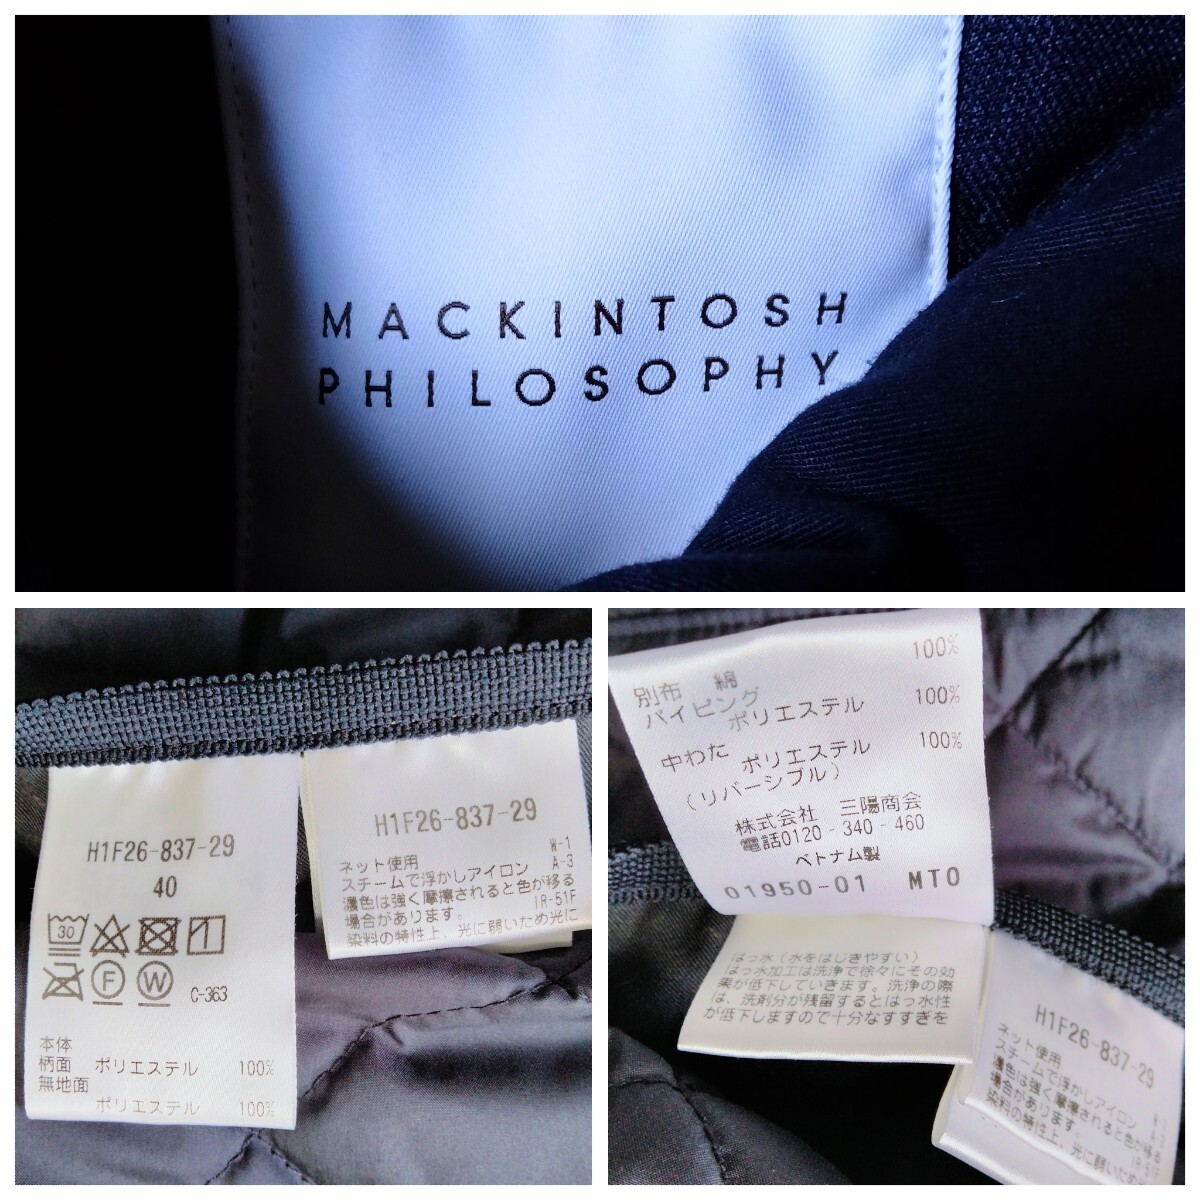 MACKINTOSH
PHILOSOPHY
H1F26-837-29
40
30
F
W
C-363
本体
柄面 ポリエステル 100%
無地面
ポリエステル 100%
H1F26-837-29
W-1
ネット使用 A-3
スチームで浮かしアイロン
濃色は強く摩擦されると色が移る
場合があります。 IR-51F
染料の特性上、光に弱いため光に
100%
別布 綿
パイピング
ポリエステル 100%
中わた
ポリエステル 100%
(リバーシブル)
株式会社 三陽商会
電話0120-340-460
ベトナム製
01950-01 MTO
はっ水(水をはじきやすい)
はっ水加工は洗浄で徐々にその効
果が低下していきます。洗浄の際
は、洗剤分が残留するとはっ水性
が低下しますので十分なすすぎを
H1F26-837-29
W-1
ネット使用 A-3
スチームで浮かしアイロン
濃色は強く摩擦されると色が移る
場合があります。 IR-51F
染料の特性上、光に弱いため